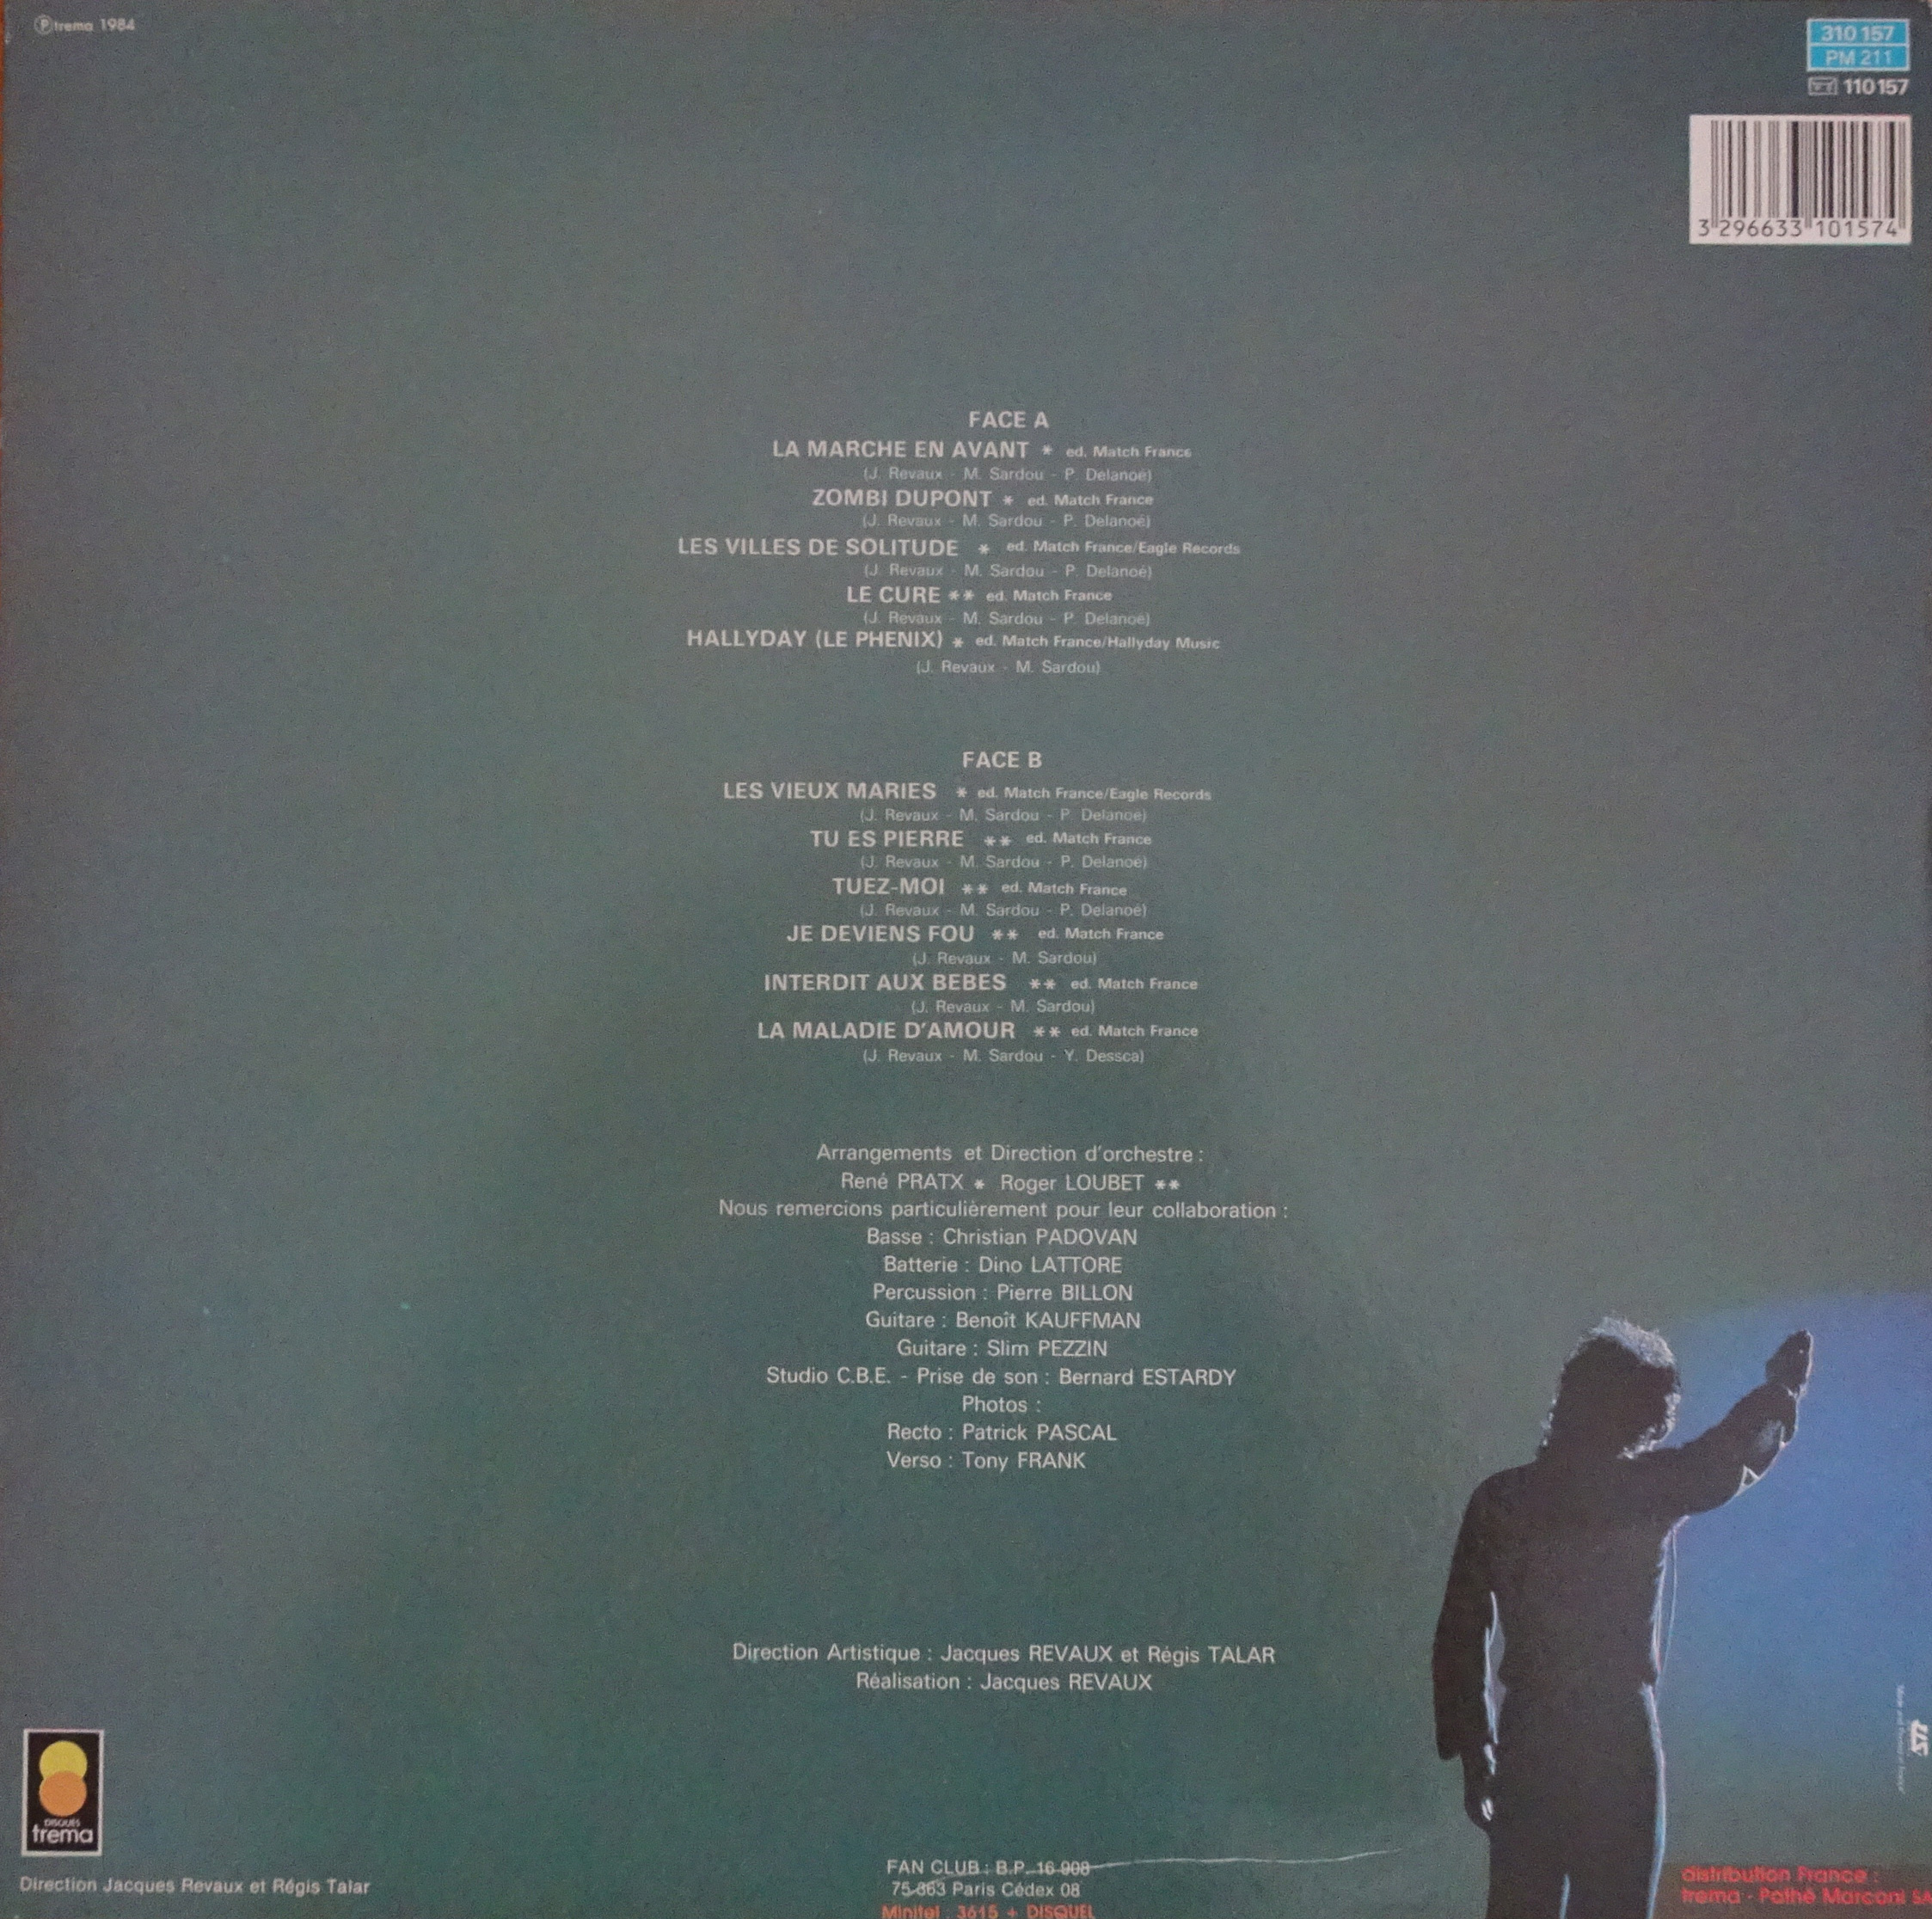 Ⓟ trema 1984
310 157
PM 211
110157
3 296633 101574
FACE A
LA MARCHE EN AVANT * ed. Match France
(J. Revaux - M. Sardou - P. Delanoé)
ZOMBI DUPONT * ed. Match France
(J. Revaux - M. Sardou - P. Delanoé)
LES VILLES DE SOLITUDE * ed. Match France/Eagle Records
(J. Revaux - M. Sardou - P. Delanoé)
LE CURE ** ed. Match France
(J. Revaux - M. Sardou - P. Delanoé)
HALLYDAY (LE PHENIX) * ed. Match France/Hallyday Music
(J. Revaux - M. Sardou)
FACE B
LES VIEUX MARIES * ed. Match France/Eagle Records
(J. Revaux - M. Sardou - P. Delanoé)
TU ES PIERRE ** ed. Match France
(J. Revaux - M. Sardou - P. Delanoé)
TUEZ-MOI ** ed. Match France
(J. Revaux - M. Sardou - P. Delanoé)
JE DEVIENS FOU ** ed. Match France
(J. Revaux - M. Sardou)
INTERDIT AUX BEBES ** ed. Match France
(J. Revaux - M. Sardou)
LA MALADIE D'AMOUR ** ed. Match France
(J. Revaux - M. Sardou - Y. Dessca)
Arrangements et Direction d'orchestre :
René PRATX * Roger LOUBET **
Nous remercions particulièrement pour leur collaboration :
Basse : Christian PADOVAN
Batterie : Dino LATTORE
Percussion : Pierre BILLON
Guitare : Benoît KAUFFMAN
Guitare : Slim PEZZIN
Studio C.B.E. - Prise de son : Bernard ESTARDY
Photos :
Recto : Patrick PASCAL
Verso : Tony FRANK
Direction Artistique : Jacques REVAUX et Régis TALAR
Réalisation : Jacques REVAUX
DISQUES
trema
Direction Jacques Revaux et Régis Talar
FAN CLUB : B.P. 16 008
75-363 Paris Cédex 08
Minitel : 3615 + DISQUEL
distribution France :
trema - Pathé Marconi SA